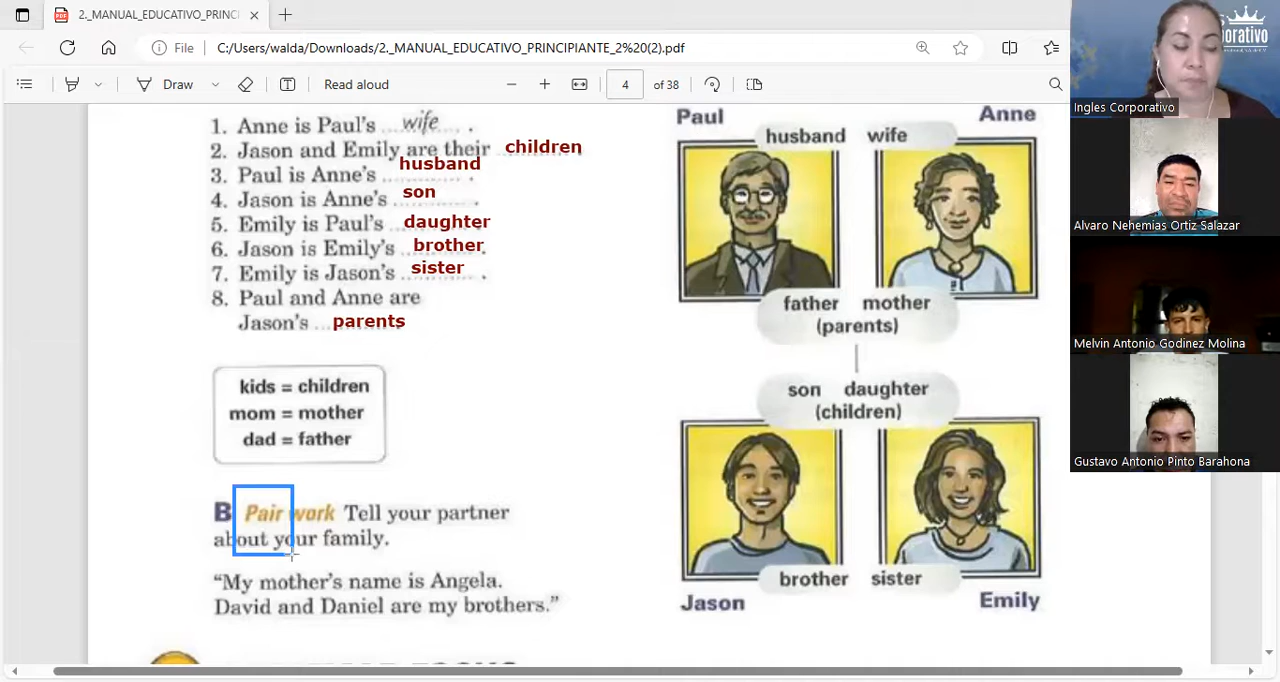 2._MANUAL_EDUCATIVO_PRINCI
File
C:/Users/walda/Downloads/2._MANUAL_EDUCATIVO_PRINCIPIANTE_2%20(2).pdf
Draw
Read aloud
4
of 38
1. Anne is Paul's wife.
2. Jason and Emily are their children
3. Paul is Anne's husband.
4. Jason is Anne's son.
5. Emily is Paul's daughter
6. Jason is Emily's brother.
7. Emily is Jason's sister.
8. Paul and Anne are
Jason's parents
kids = children
mom = mother
dad = father
B Pair work Tell your partner
about your family.
“My mother's name is Angela.
David and Daniel are my brothers.”
Paul
Anne
husband wife
father mother
(parents)
son daughter
(children)
brother sister
Jason
Emily
porativo
Ingles Corporativo
Alvaro Nehemias Ortiz Salazar
Melvin Antonio Godinez Molina
Gustavo Antonio Pinto Barahona